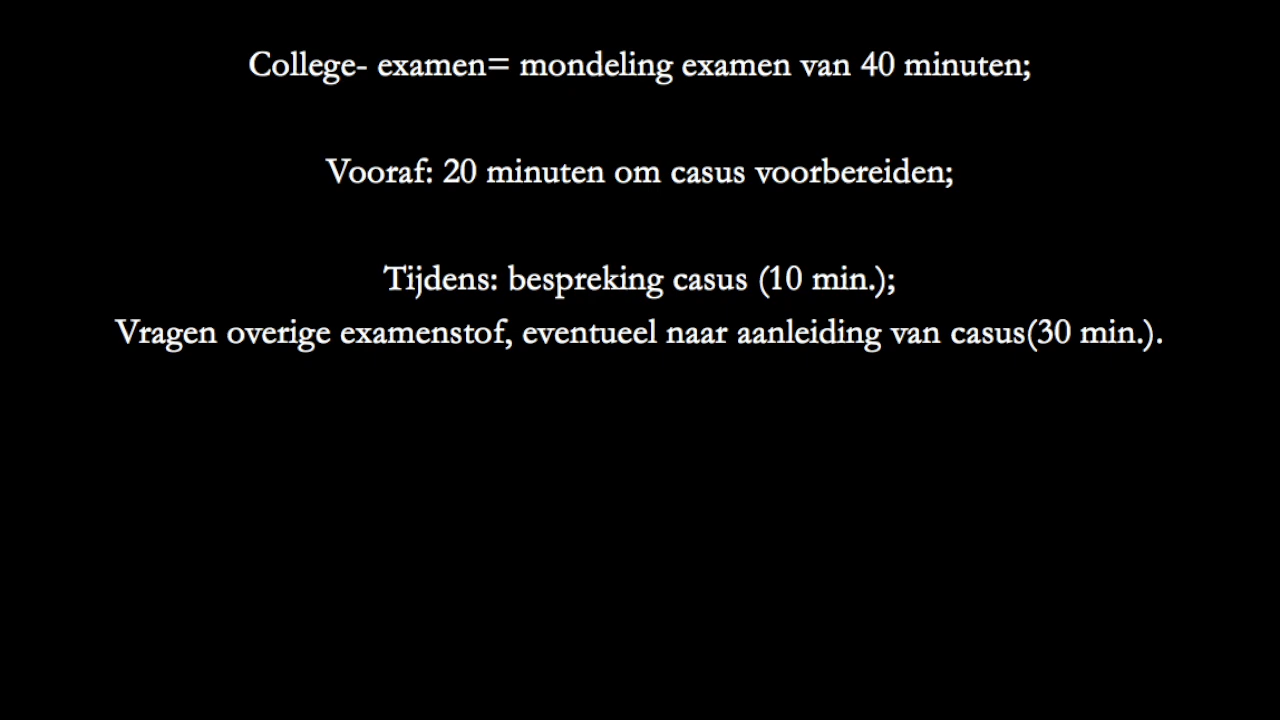 College- examen= mondeling examen van 40 minuten;
Vooraf: 20 minuten om casus voorbereiden;
Tijdens: bespreking casus (10 min.);
Vragen overige examenstof, eventueel naar aanleiding van casus(30 min.).